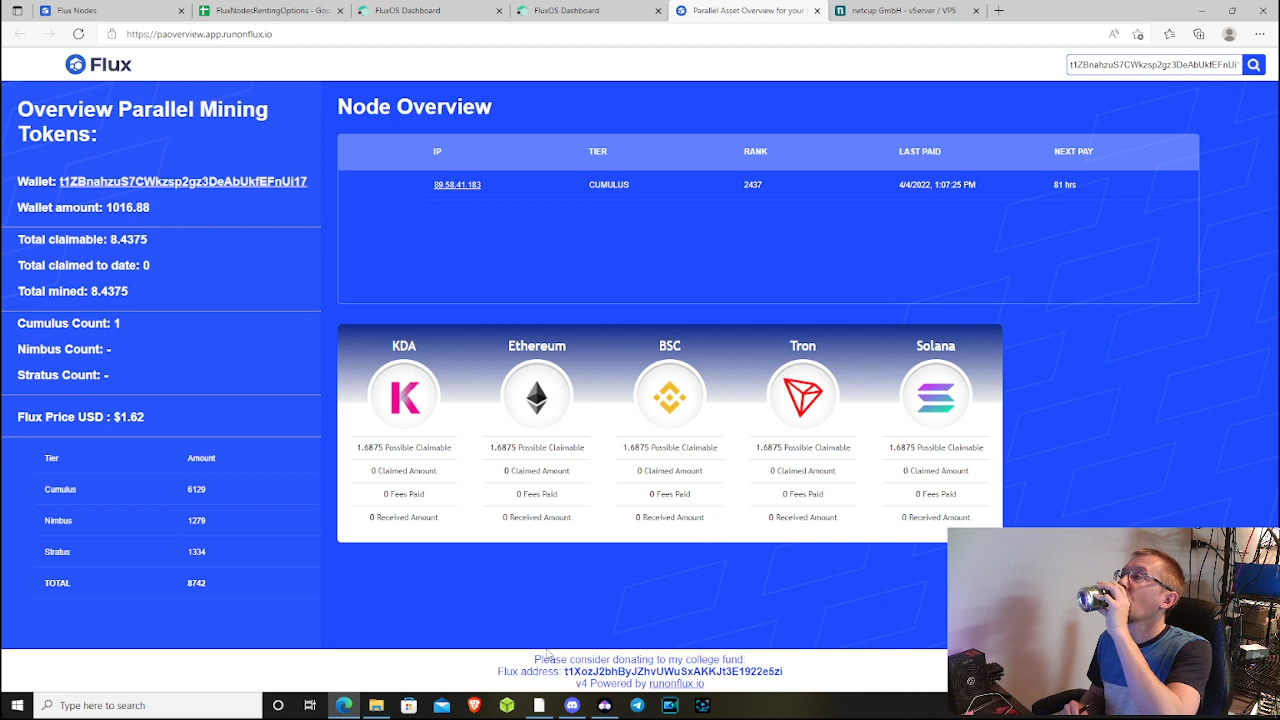 Flux Nodes
FluxNodesRentingOptions - Goo
FluxOS Dashboard
FluxOS Dashboard
Parallel Asset Overview for your
netcup GmbH - vServer / VPS
https://paoverview.app.runonflux.io
Flux
t1ZBnahzuS7CWkzsp2gz3DeAbUkfEFnUi1
Overview Parallel Mining
Tokens:
Wallet: t1ZBnahzuS7CWkzsp2gz3DeAbUkfEFnUi17
Wallet amount: 1016.88
Total claimable: 8.4375
Total claimed to date: 0
Total mined: 8.4375
Cumulus Count: 1
Nimbus Count: -
Stratus Count: -
Flux Price USD : $1.62
Tier Amount
Cumulus 6129
Nimbus 1279
Stratus 1334
TOTAL 8742
Node Overview
IP TIER RANK LAST PAID NEXT PAY
89.58.41.183 CUMULUS 2437 4/4/2022, 1:07:25 PM 81 hrs
KDA Ethereum BSC Tron Solana
1.6875 Possible Claimable 1.6875 Possible Claimable 1.6875 Possible Claimable 1.6875 Possible Claimable 1.6875 Possible Claimable
0 Claimed Amount 0 Claimed Amount 0 Claimed Amount 0 Claimed Amount 0 Claimed Amount
0 Fees Paid 0 Fees Paid 0 Fees Paid 0 Fees Paid 0 Fees Paid
0 Received Amount 0 Received Amount 0 Received Amount 0 Received Amount 0 Received Amount
Please consider donating to my college fund:
Flux address: t1XozJ2bhByJZhvUWuSxAKKJt3E1922e5zi
v4 Powered by runonflux.io
Type here to search